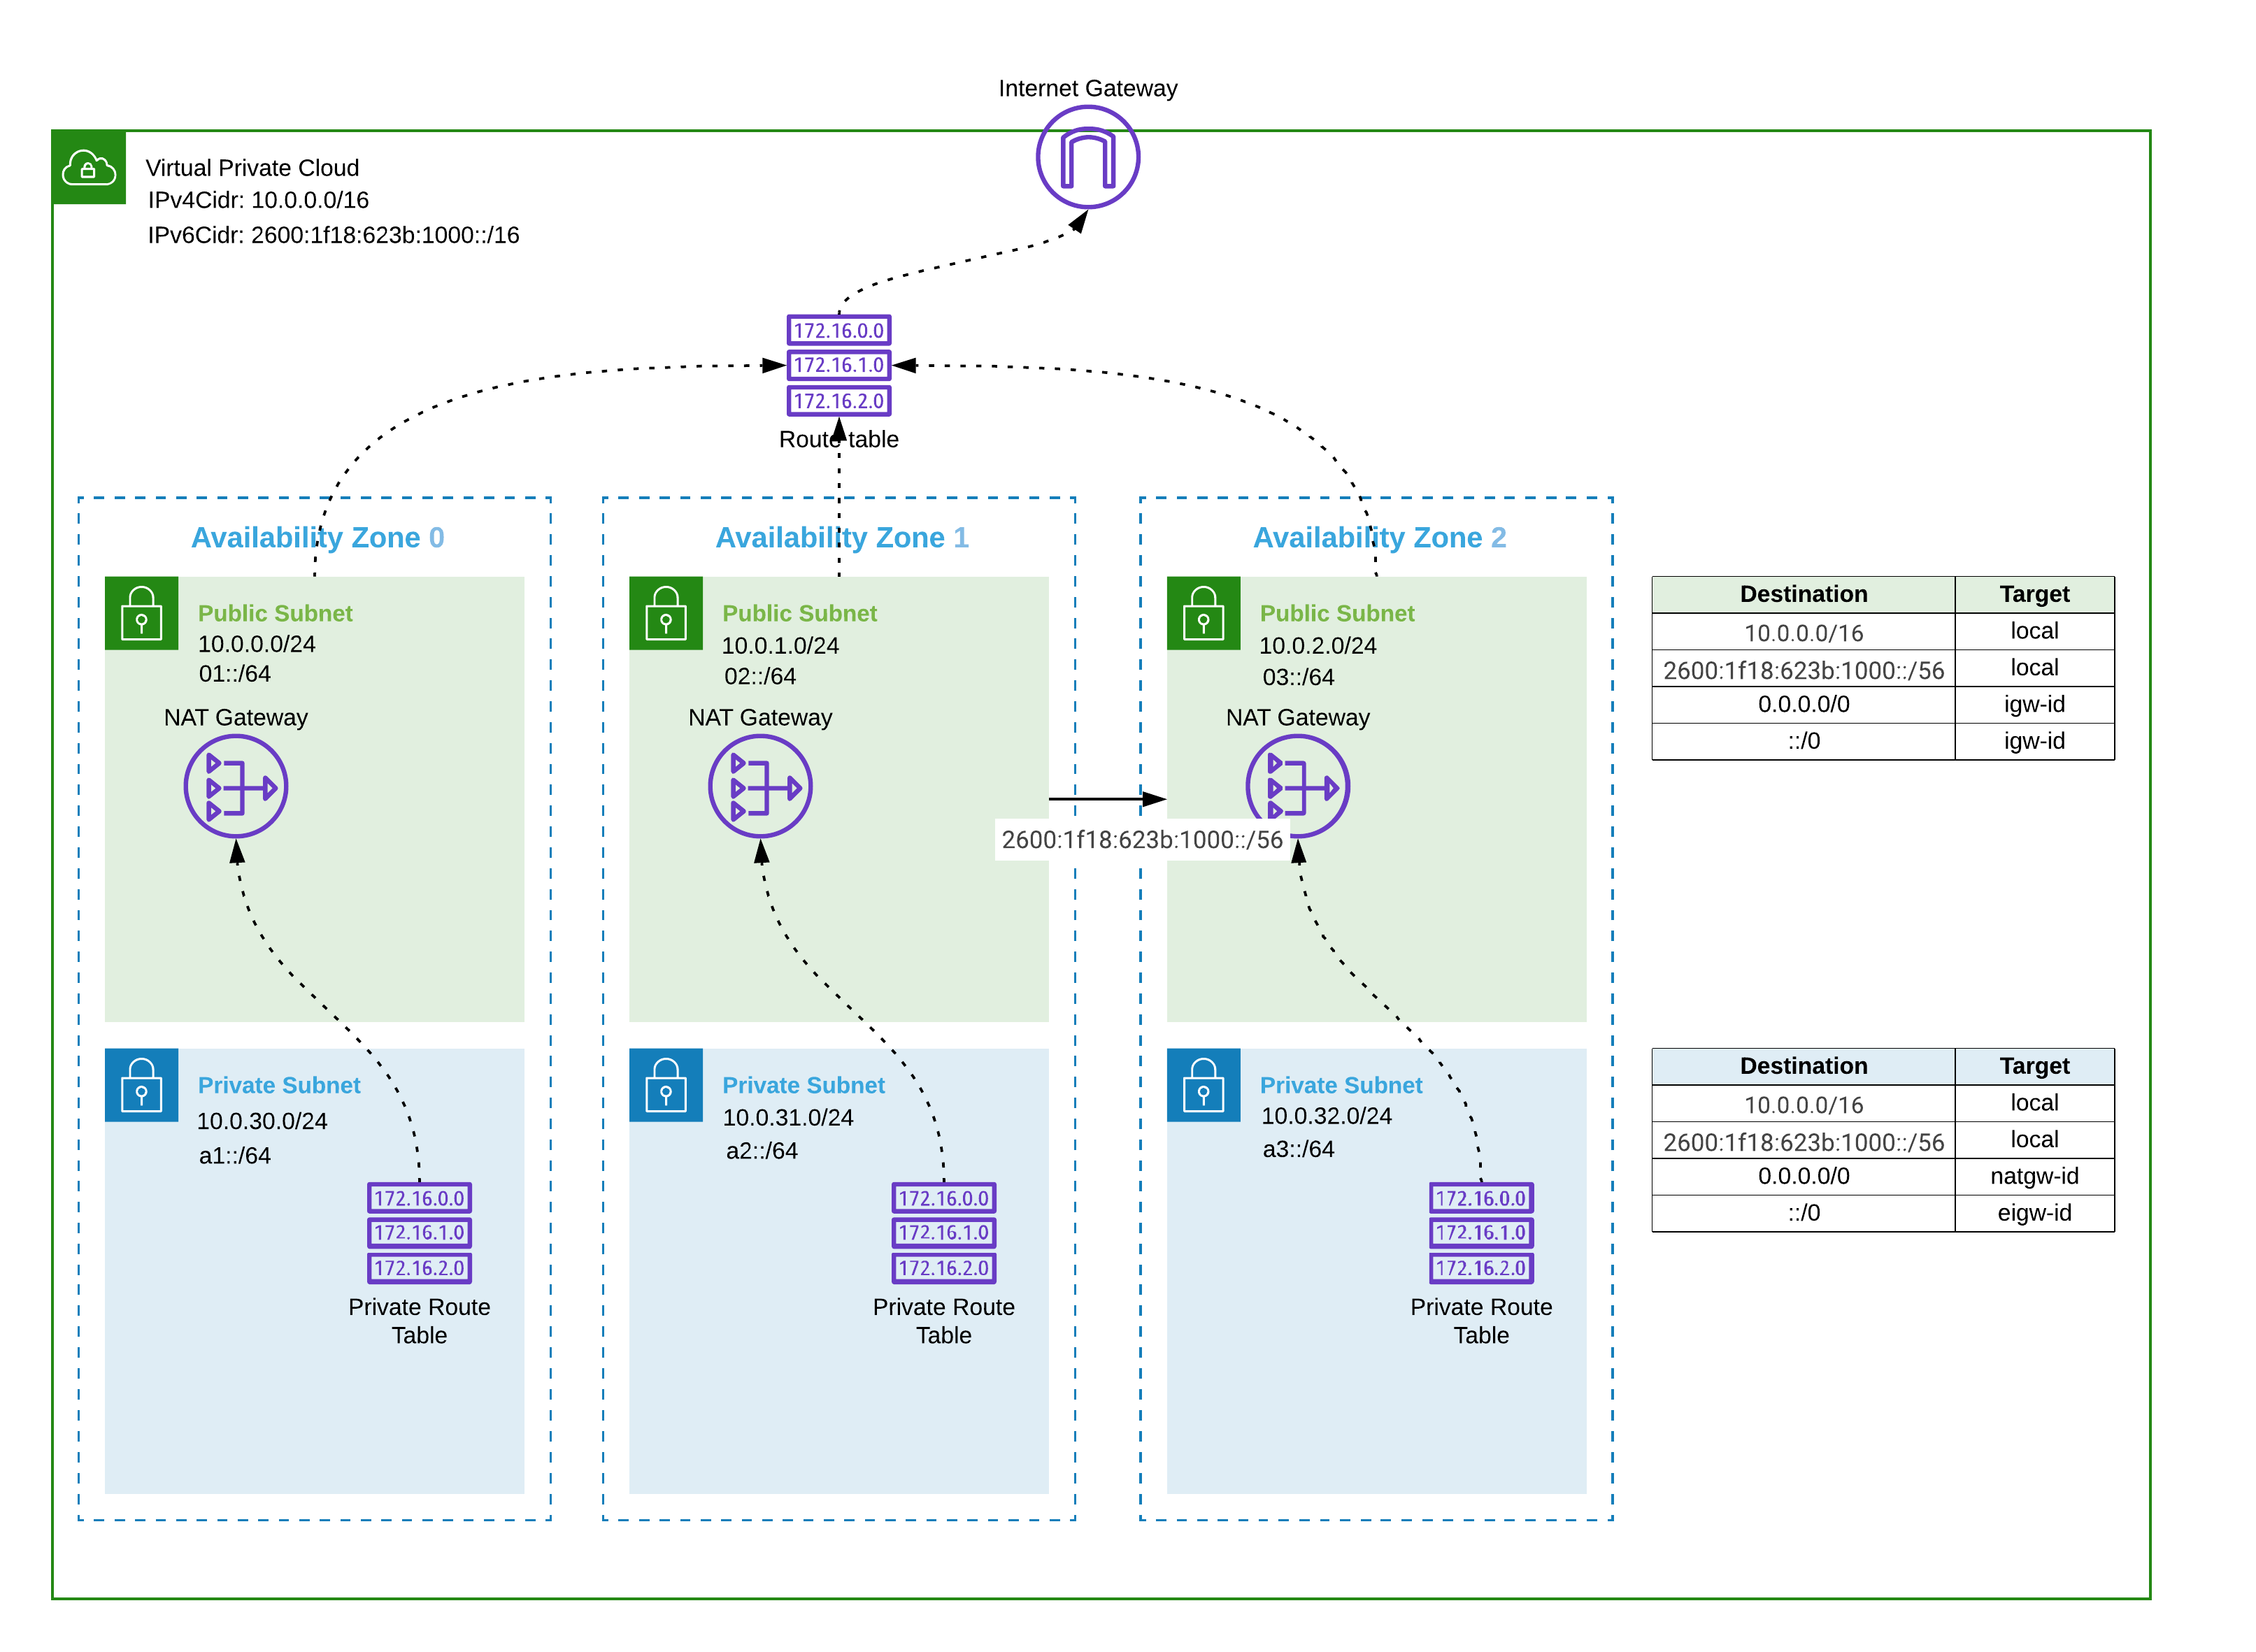 Internet Gateway
Virtual Private Cloud
IPv4Cidr: 10.0.0.0/16
IPv6Cidr: 2600:1f18:623b:1000::/16
172.16.0.0
172.16.1.0
172.16.2.0
Route table
Availability Zone 0
Public Subnet
10.0.0.0/24
01::/64
NAT Gateway
Private Subnet
10.0.30.0/24
a1::/64
172.16.0.0
172.16.1.0
172.16.2.0
Private Route
Table
Availability Zone 1
Public Subnet
10.0.1.0/24
02::/64
NAT Gateway
2600:1f18:623b:1000::/56
Private Subnet
10.0.31.0/24
a2::/64
172.16.0.0
172.16.1.0
172.16.2.0
Private Route
Table
Availability Zone 2
Public Subnet
10.0.2.0/24
03::/64
NAT Gateway
Private Subnet
10.0.32.0/24
a3::/64
172.16.0.0
172.16.1.0
172.16.2.0
Private Route
Table
Destination Target
10.0.0.0/16 local
2600:1f18:623b:1000::/56 local
0.0.0.0/0 igw-id
::/0 igw-id
Destination Target
10.0.0.0/16 local
2600:1f18:623b:1000::/56 local
0.0.0.0/0 natgw-id
::/0 eigw-id